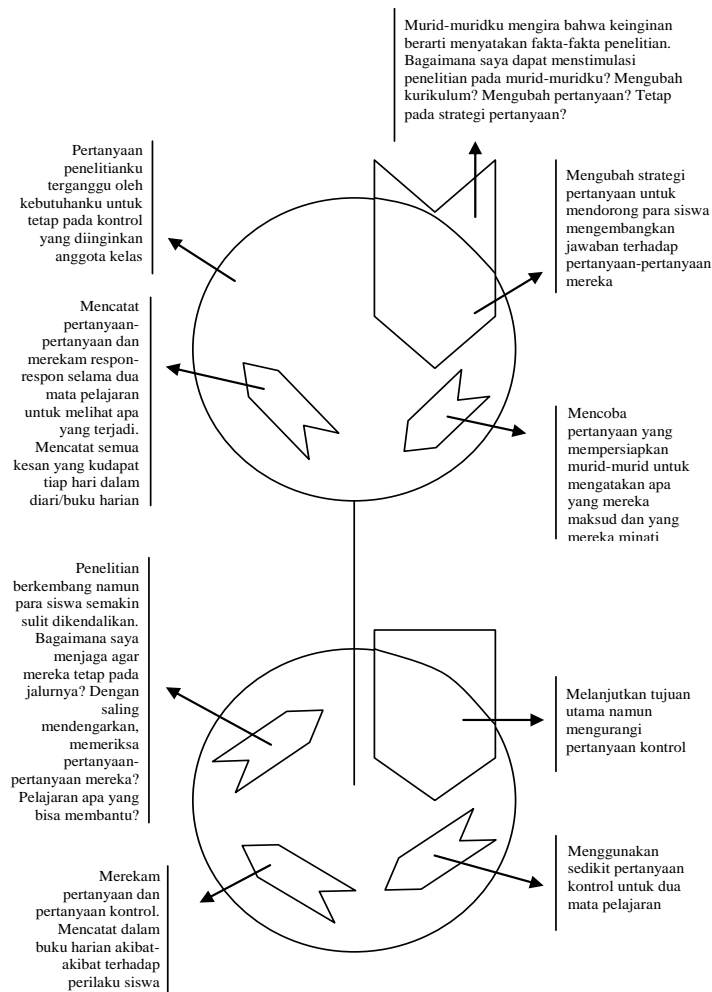 Murid-muridku mengira bahwa keinginan
berarti menyatakan fakta-fakta penelitian.
Bagaimana saya dapat menstimulasi
penelitian pada murid-muridku? Mengubah
kurikulum? Mengubah pertanyaan? Tetap
pada strategi pertanyaan?
Pertanyaan
penelitianku
terganggu oleh
kebutuhanku untuk
tetap pada kontrol
yang diinginkan
anggota kelas
Mengubah strategi
pertanyaan untuk
mendorong para siswa
mengembangkan
jawaban terhadap
pertanyaan-pertanyaan
mereka
Mencatat
pertanyaan-
pertanyaan dan
merekam respon-
respon selama dua
mata pelajaran
untuk melihat apa
yang terjadi.
Mencatat semua
kesan yang kudapat
tiap hari dalam
diari/buku harian
Mencoba
pertanyaan yang
mempersiapkan
murid-murid untuk
mengatakan apa
yang mereka
maksud dan yang
mereka minati
Penelitian
berkembang namun
para siswa semakin
sulit dikendalikan.
Bagaimana saya
menjaga agar
mereka tetap pada
jalurnya? Dengan
saling
mendengarkan,
memeriksa
pertanyaan-
pertanyaan mereka?
Pelajaran apa yang
bisa membantu?
Melanjutkan tujuan
utama namun
mengurangi
pertanyaan kontrol
Merekam
pertanyaan dan
pertanyaan kontrol.
Mencatat dalam
buku harian akibat-
akibat terhadap
perilaku siswa
Menggunakan
sedikit pertanyaan
kontrol untuk dua
mata pelajaran